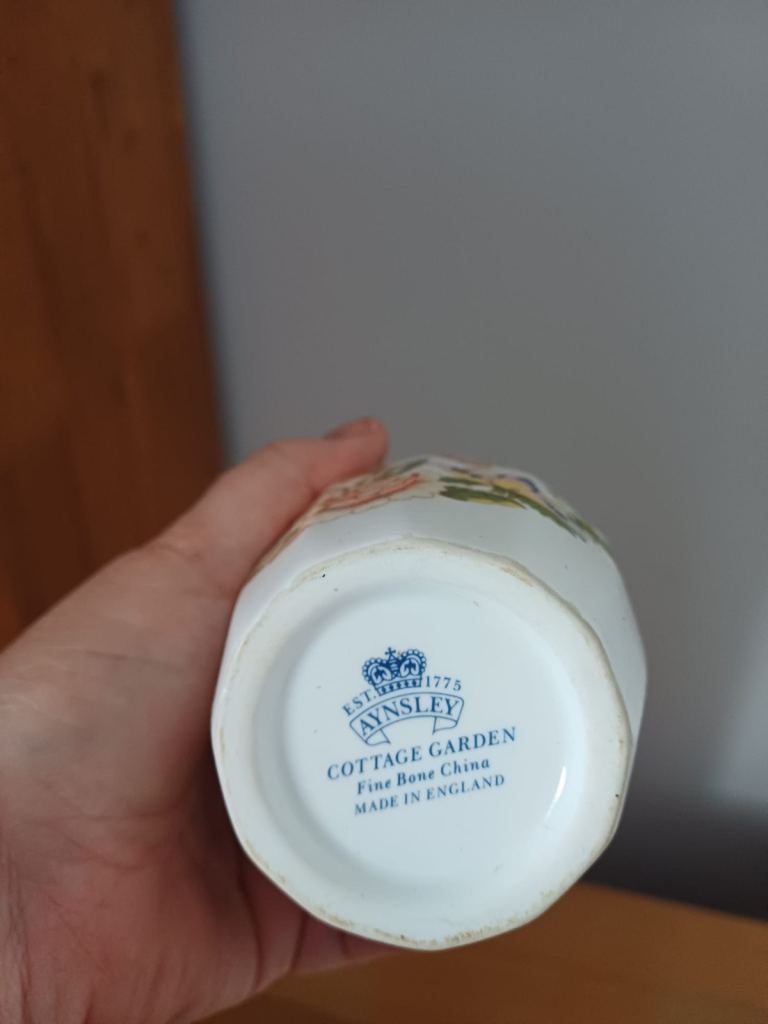 EST. 1775
AYNSLEY
COTTAGE GARDEN
Fine Bone China
MADE IN ENGLAND